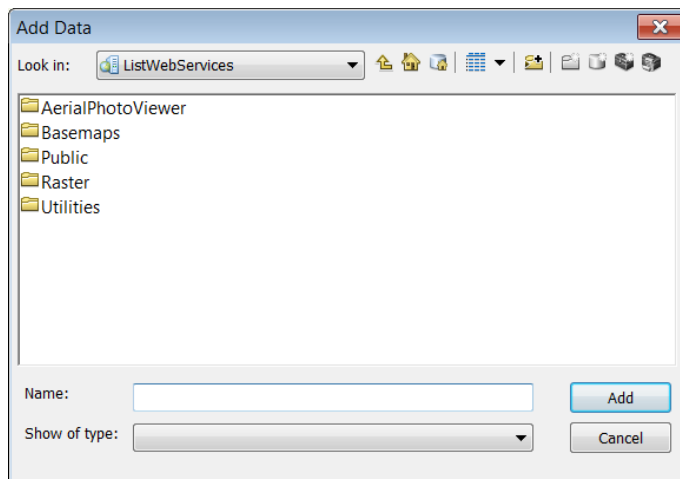 Add Data
Look in: ListWebServices
AerialPhotoViewer
Basemaps
Public
Raster
Utilities
Name: Add
Show of type: Cancel